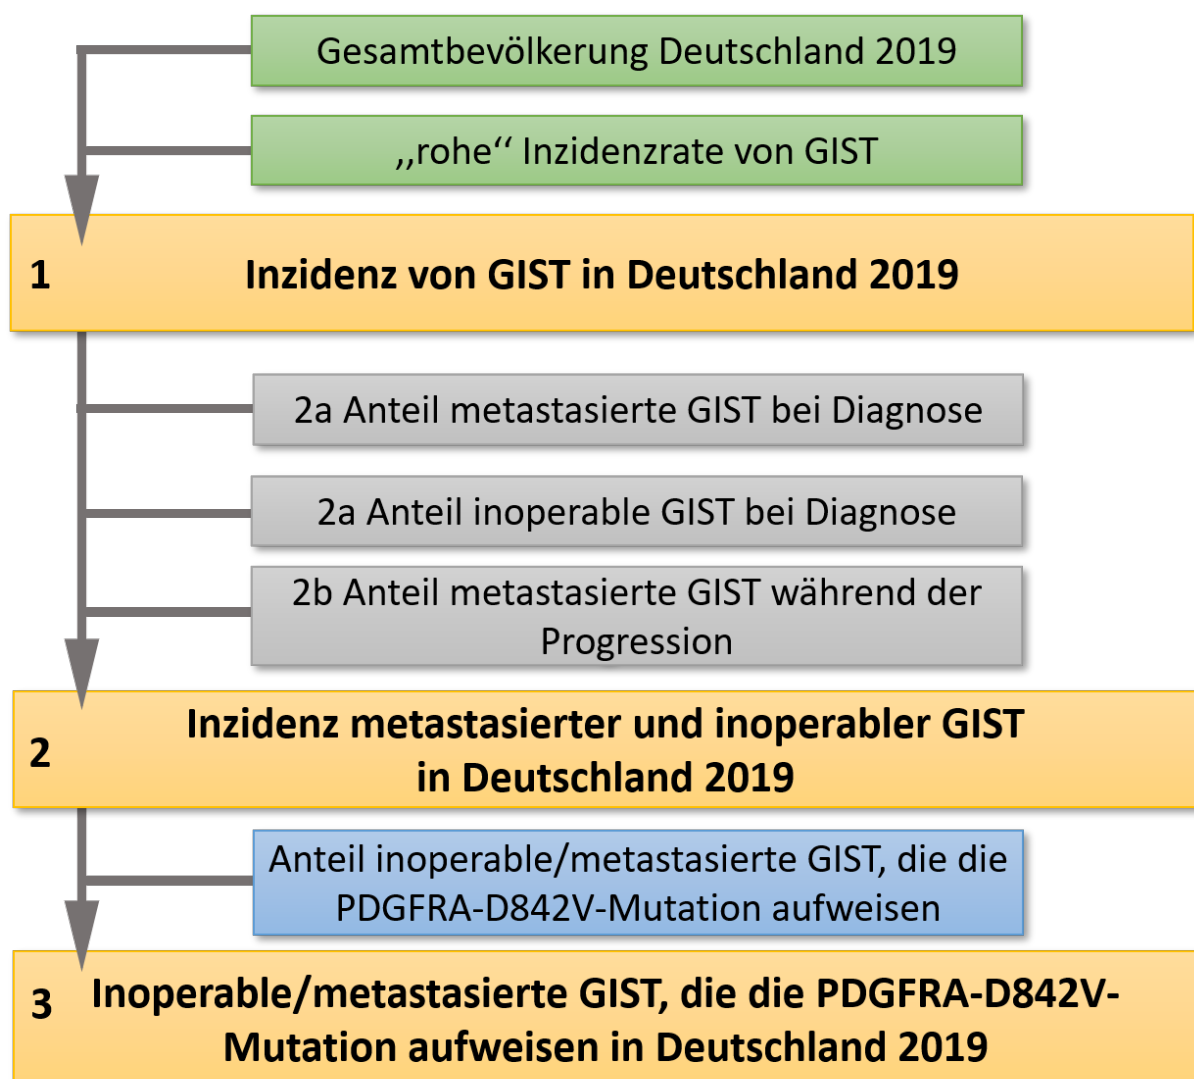 Gesamtbevölkerung Deutschland 2019
„rohe“ Inzidenzrate von GIST
1 Inzidenz von GIST in Deutschland 2019
2a Anteil metastasierte GIST bei Diagnose
2a Anteil inoperable GIST bei Diagnose
2b Anteil metastasierte GIST während der
Progression
2 Inzidenz metastasierter und inoperabler GIST
in Deutschland 2019
Anteil inoperable/metastasierte GIST, die die
PDGFRA-D842V-Mutation aufweisen
3 Inoperable/metastasierte GIST, die die PDGFRA-D842V-
Mutation aufweisen in Deutschland 2019